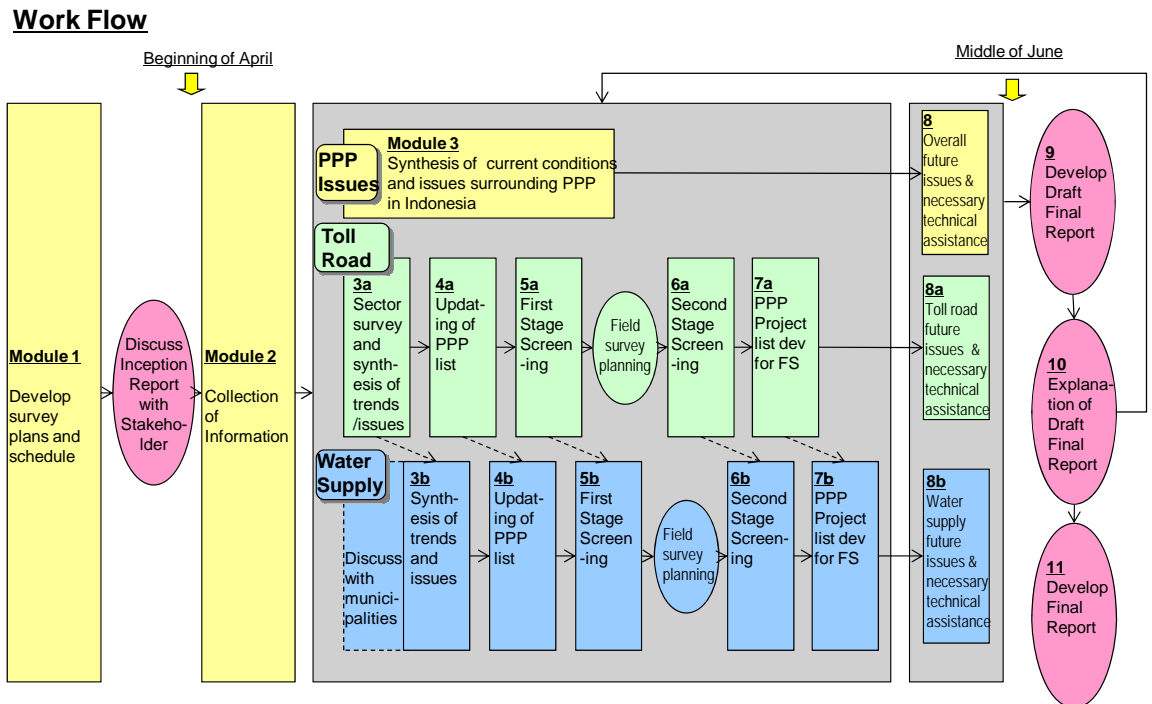 Work Flow
Beginning of April
Middle of June
Module 1
Develop
survey
plans and
schedule
Discuss
Inception
Report
with
Stakeho-
lder
Module 2
Collection
of
Information
PPP
Issues
Module 3
Synthesis of current conditions
and issues surrounding PPP
in Indonesia
Toll
Road
3a
Sector
survey
and
synth-
esis of
trends
/issues
4a
Updat-
ing of
PPP
list
5a
First
Stage
Screen
-ing
Field
survey
planning
6a
Second
Stage
Screen
-ing
7a
PPP
Project
list dev
for FS
Water
Supply
Discuss
with
munici-
palities
3b
Synth-
esis of
trends
and
issues
4b
Updat-
ing of
PPP
list
5b
First
Stage
Screen
-ing
Field
survey
planning
6b
Second
Stage
Screen-
ing
7b
PPP
Project
list dev
for FS
8
Overall
future
issues &
necessary
technical
assistance
8a
Toll road
future
issues &
necessary
technical
assistance
8b
Water
supply
future
issues &
necessary
technical
assistance
9
Develop
Draft
Final
Report
10
Explana-
tion of
Draft
Final
Report
11
Develop
Final
Report